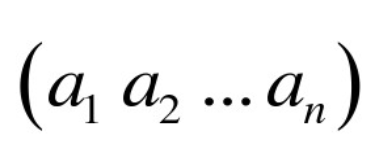 (a₁ a₂ ... aₙ)